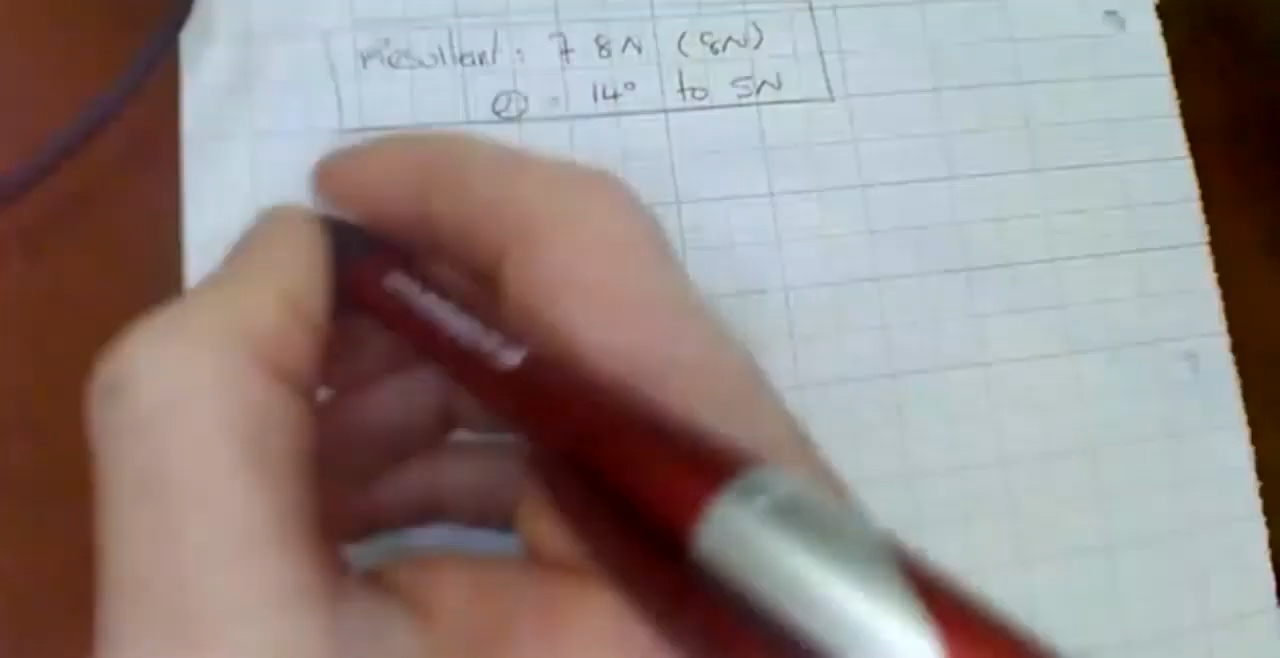 Resultant: 7 8N (8N)
θ = 14° to 5N